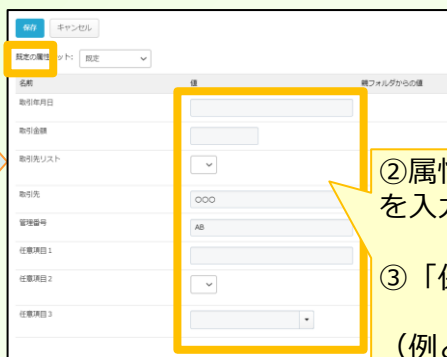 保存 キャンセル
既定の属性セット: 既定
名前 値 親フォルダからの値
取引年月日
取引金額
取引先リスト
取引先 〇〇〇
管理番号 AB
任意項目1
任意項目2
任意項目3
②属性
を入力
③「保
（例